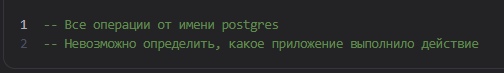 1 -- Все операции от имени postgres
2 -- Невозможно определить, какое приложение выполнило действие